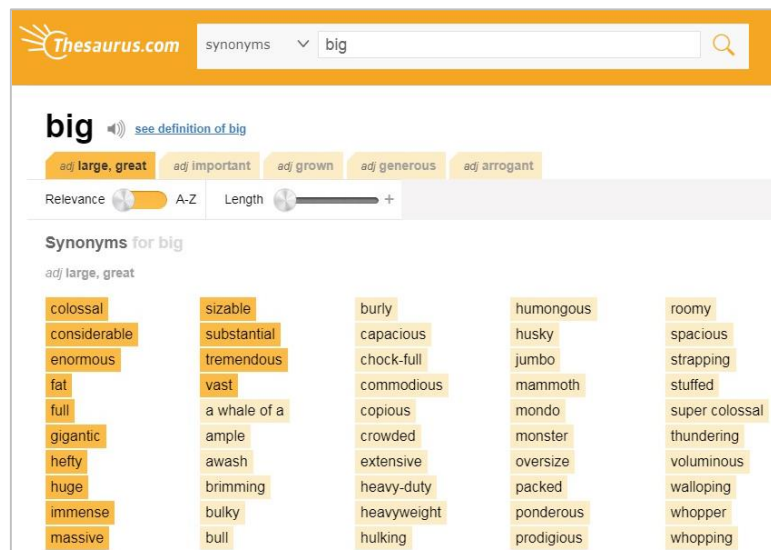 Thesaurus.com synonyms big
big see definition of big
adj large, great adj important adj grown adj generous adj arrogant
Relevance A-Z Length +
Synonyms for big
adj large, great
colossal sizable burly humongous roomy
considerable substantial capacious husky spacious
enormous tremendous chock-full jumbo strapping
fat vast commodious mammoth stuffed
full a whale of a copious mondo super colossal
gigantic ample crowded monster thundering
hefty awash extensive oversize voluminous
huge brimming heavy-duty packed walloping
immense bulky heavyweight ponderous whopper
massive bull hulking prodigious whopping